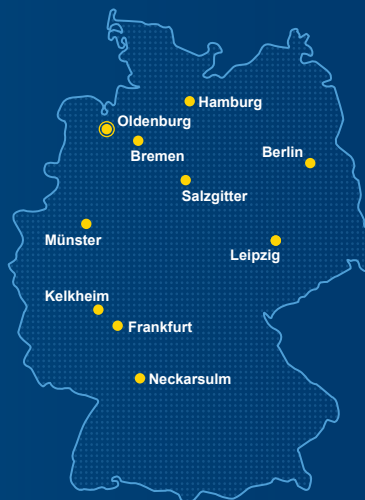 Hamburg
Oldenburg
Bremen
Berlin
Salzgitter
Münster
Leipzig
Kelkheim
Frankfurt
Neckarsulm